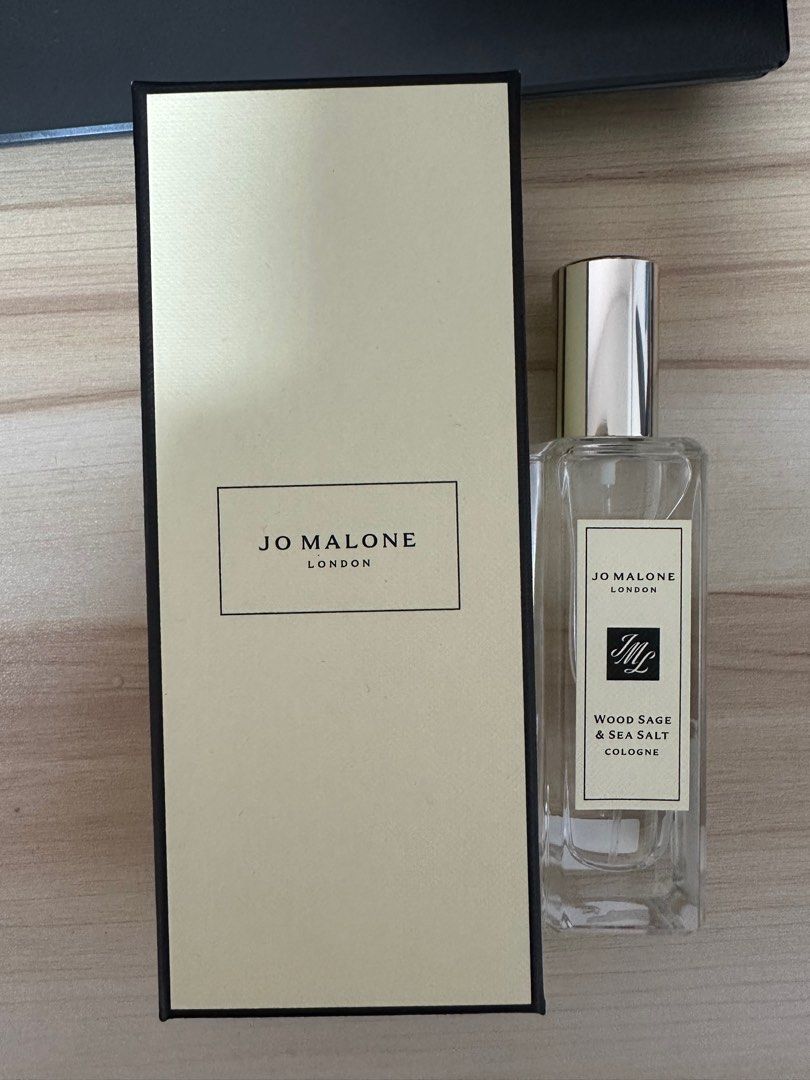 JO MALONE
LONDON
JO MALONE
LONDON
JML
WOOD SAGE
& SEA SALT
COLOGNE